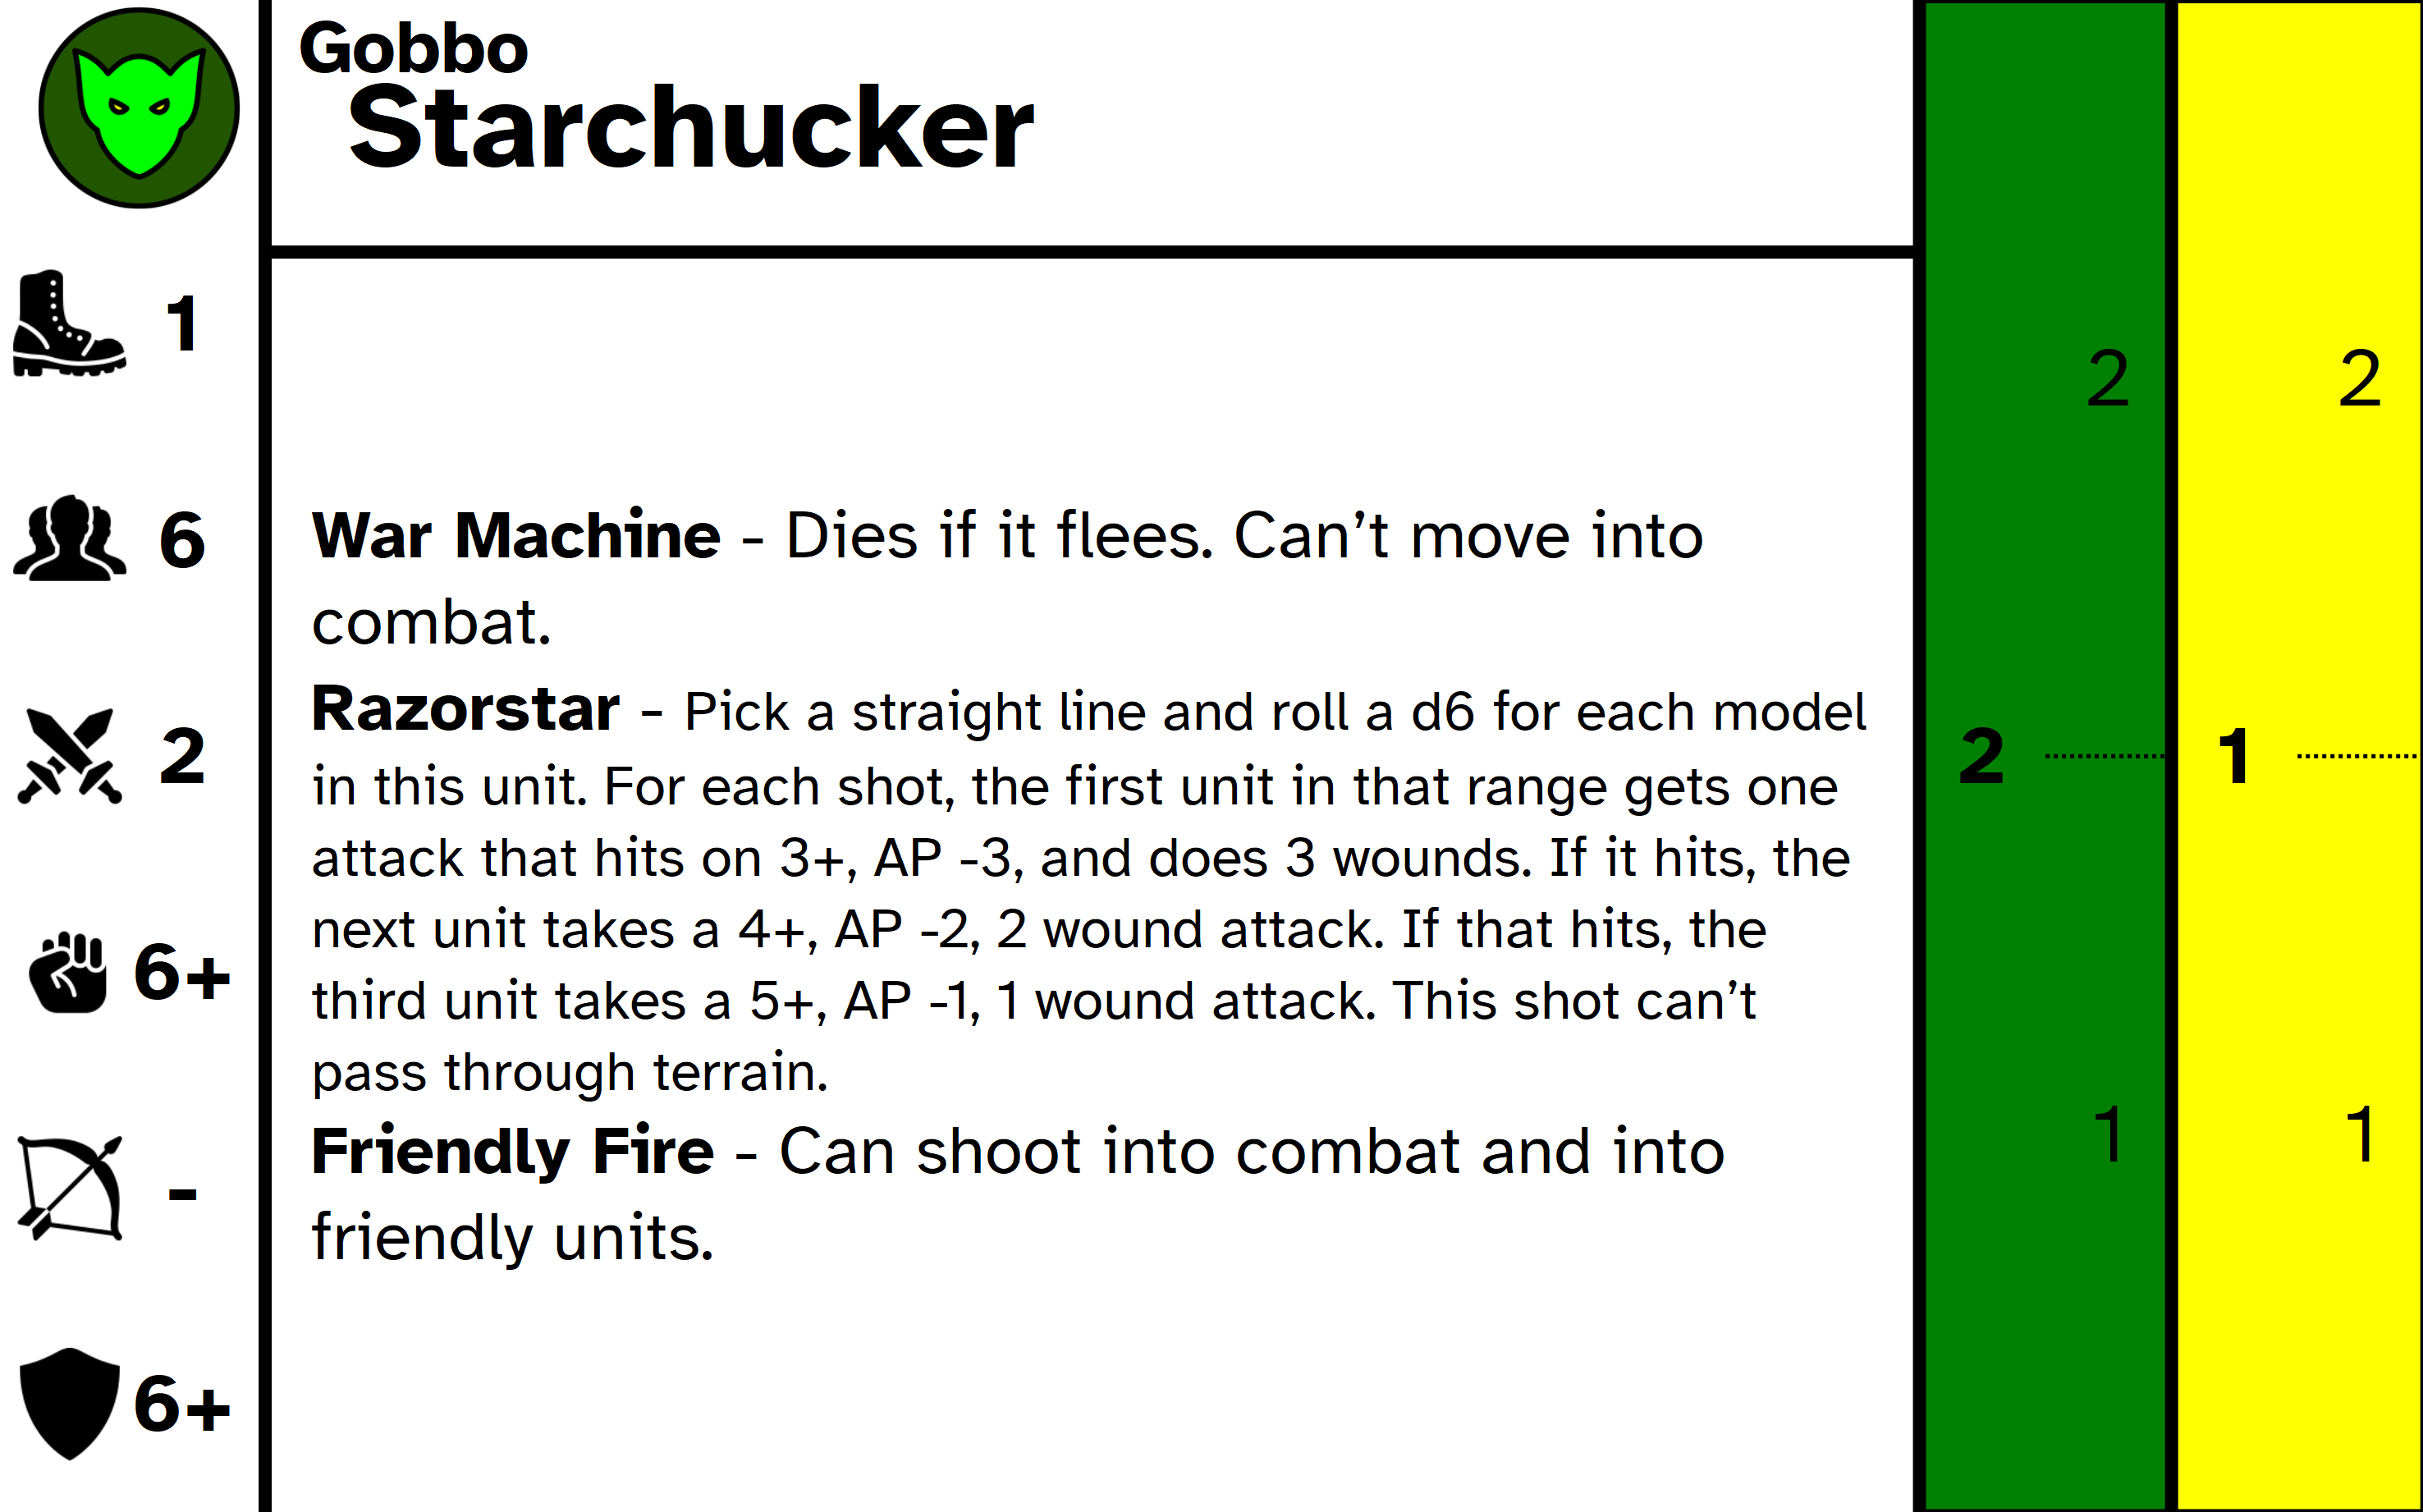 Gobbo
Starchucker
1
6
2
6+
-
6+
War Machine - Dies if it flees. Can’t move into
combat.
Razorstar - Pick a straight line and roll a d6 for each model
in this unit. For each shot, the first unit in that range gets one
attack that hits on 3+, AP -3, and does 3 wounds. If it hits, the
next unit takes a 4+, AP -2, 2 wound attack. If that hits, the
third unit takes a 5+, AP -1, 1 wound attack. This shot can’t
pass through terrain.
Friendly Fire - Can shoot into combat and into
friendly units.
2
2
1
2
1
1